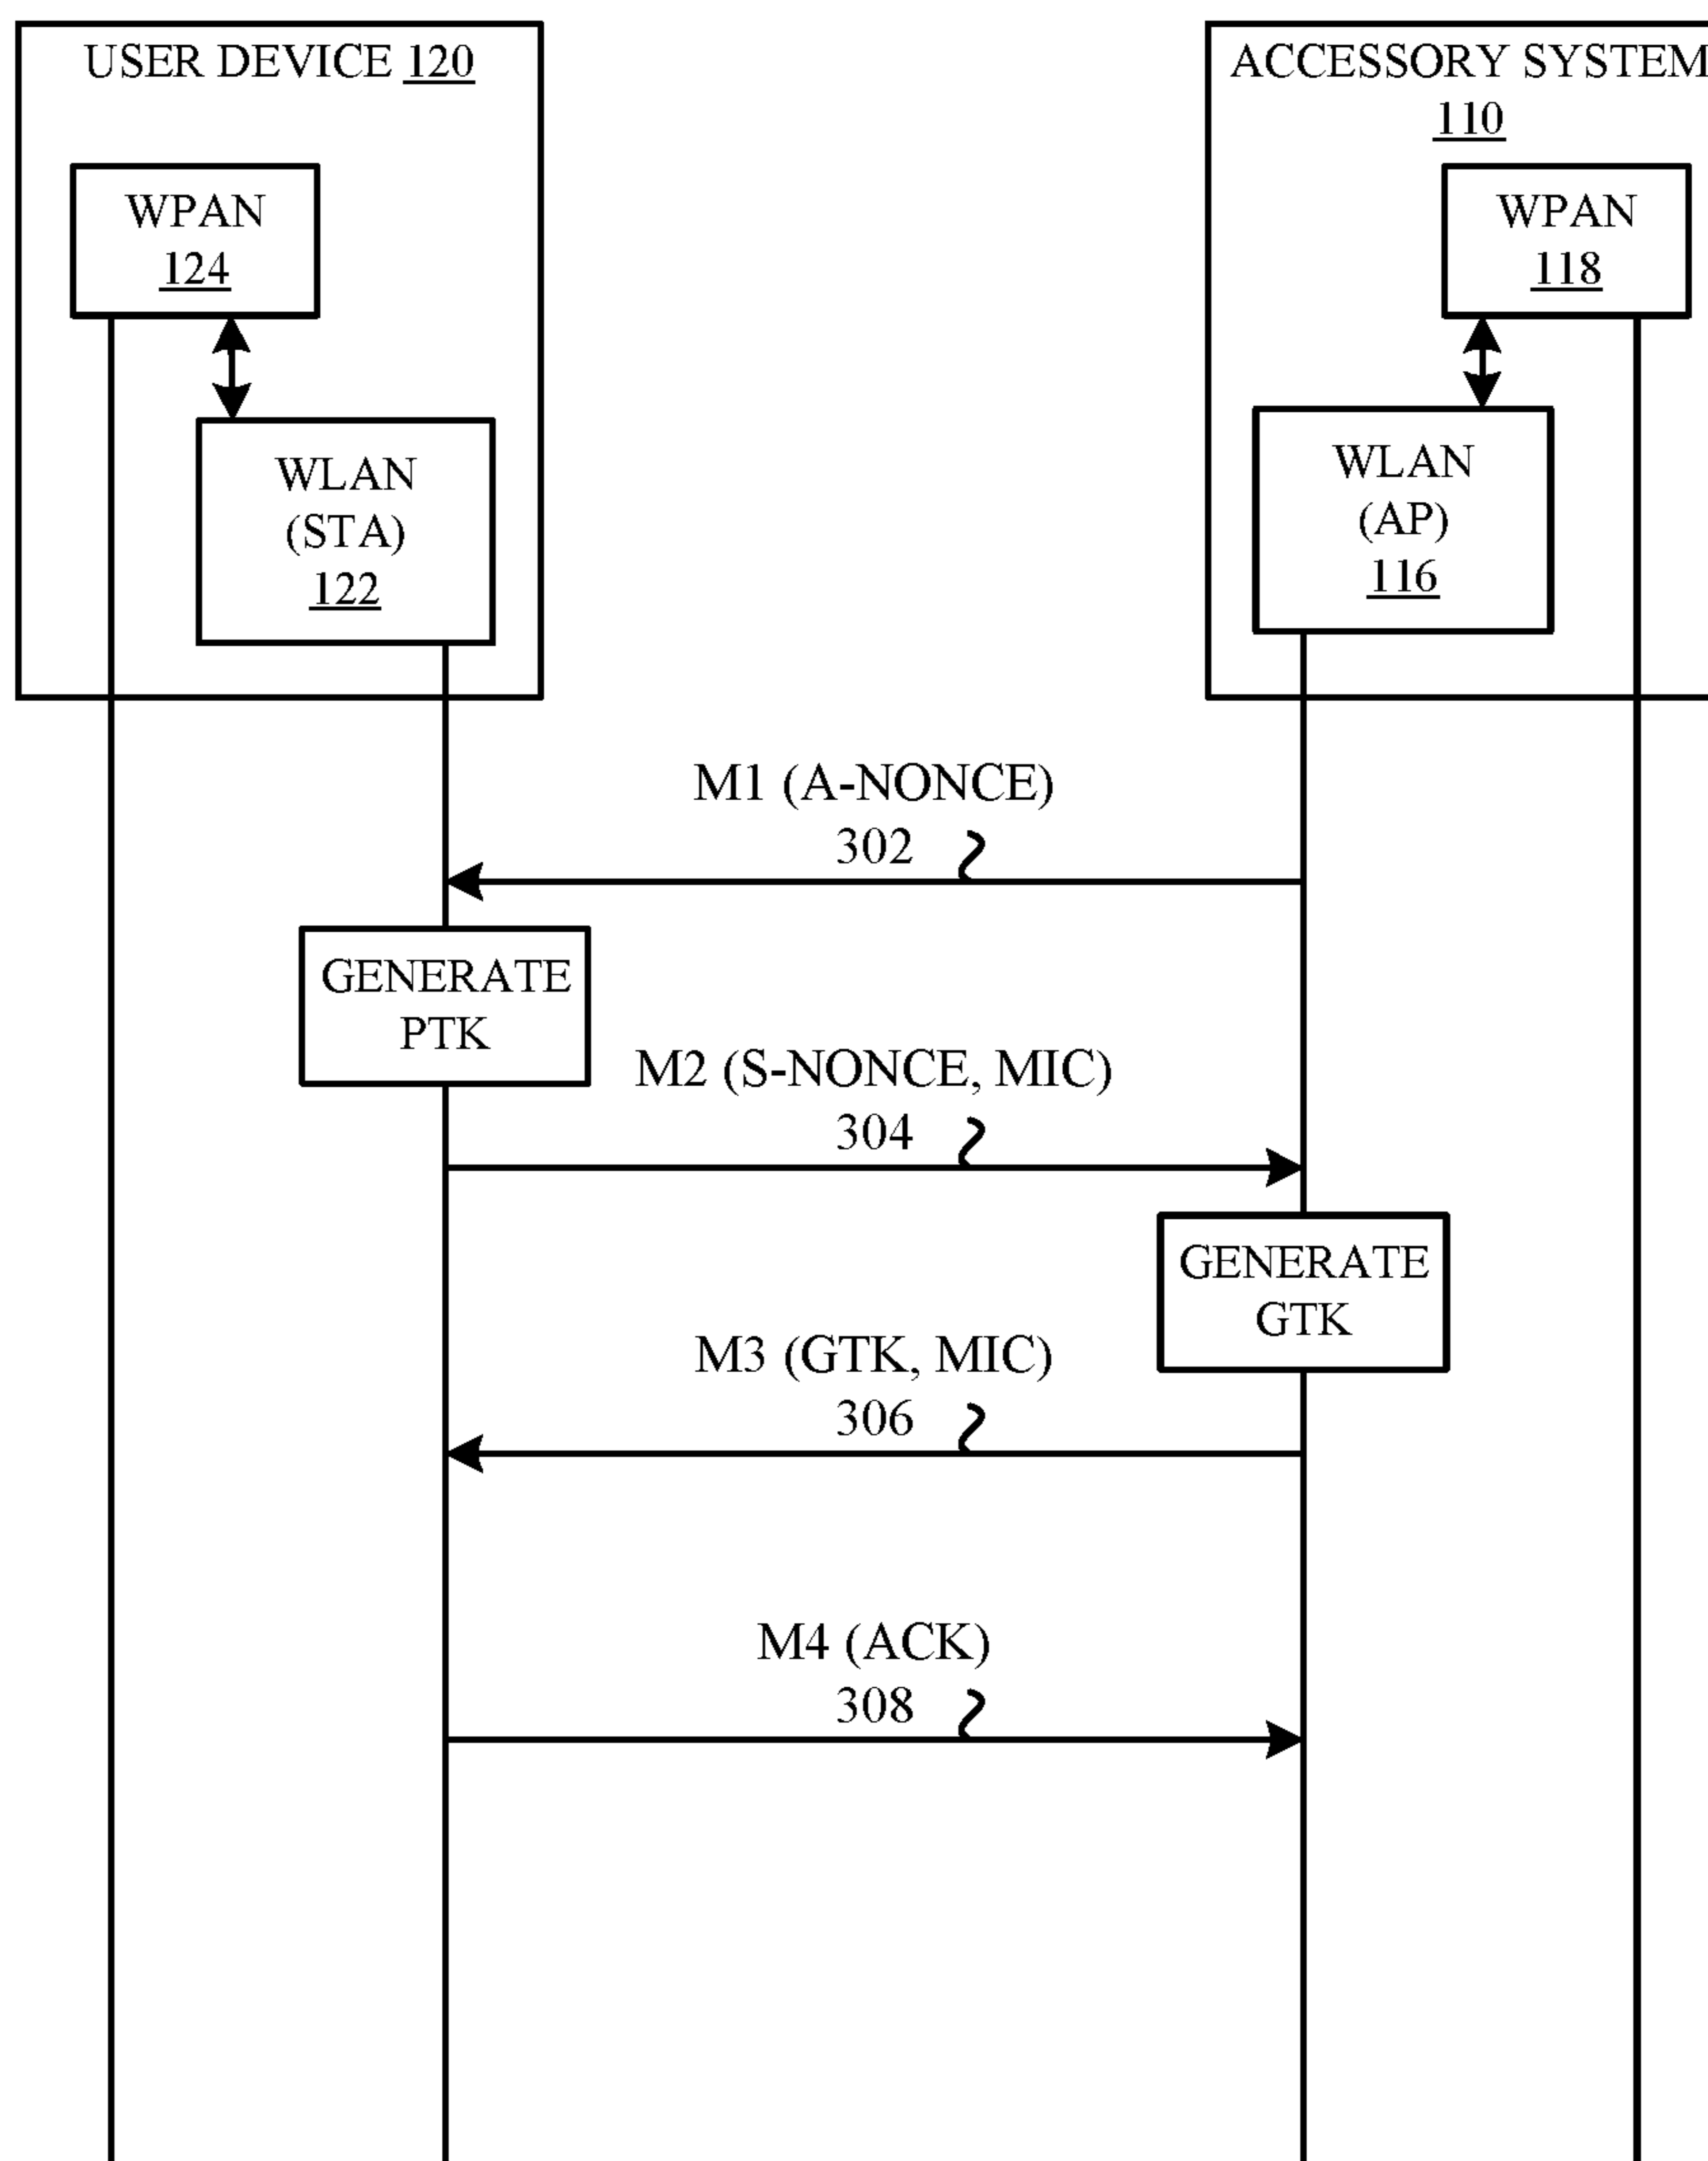 USER DEVICE 120
ACCESSORY SYSTEM
110
WPAN
124
WPAN
118
WLAN
(STA)
122
WLAN
(AP)
116
M1 (A-NONCE)
302
GENERATE
PTK
M2 (S-NONCE, MIC)
304
GENERATE
GTK
M3 (GTK, MIC)
306
M4 (ACK)
308